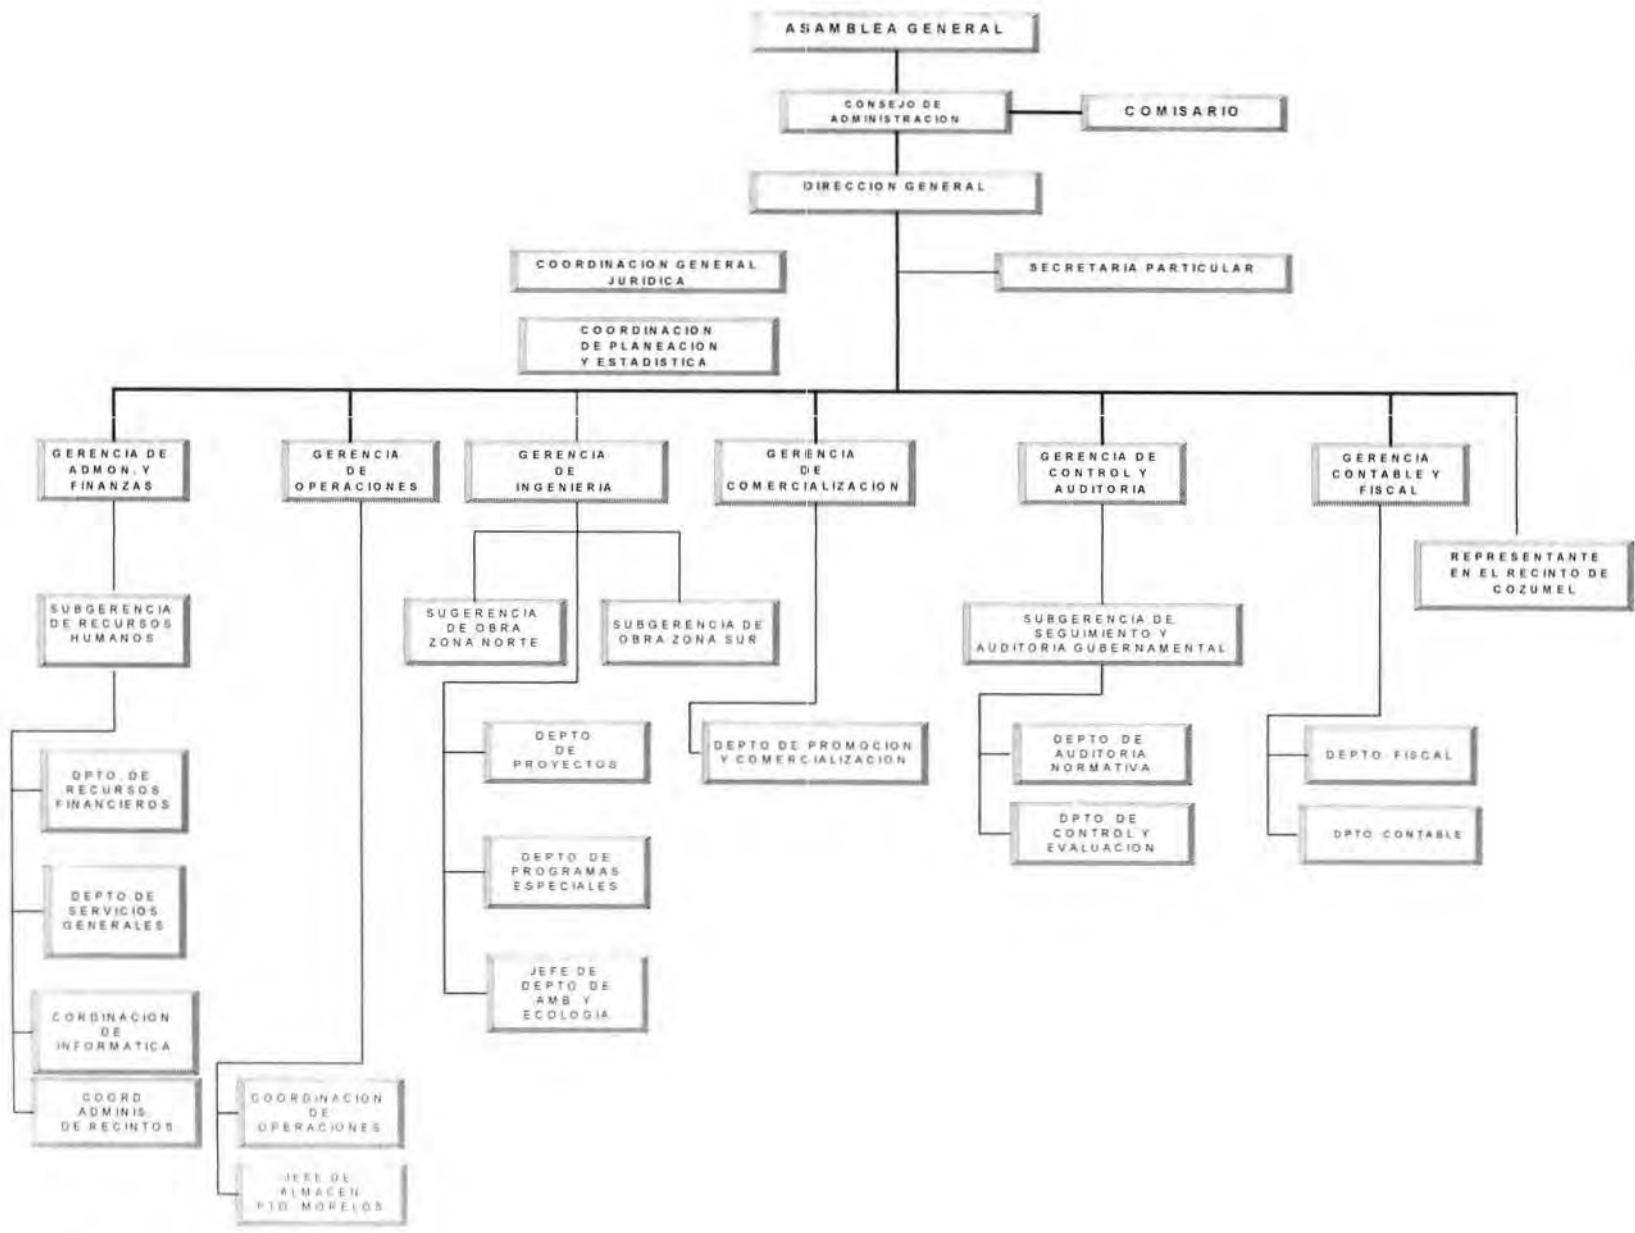 ASAMBLEA GENERAL
CONSEJO DE
ADMINISTRACION
COMISARIO
DIRECCION GENERAL
COORDINACION GENERAL
JURIDICA
SECRETARIA PARTICULAR
COORDINACION
DE PLANEACION
Y ESTADISTICA
GERENCIA DE
ADMON. Y
FINANZAS
GERENCIA
DE
OPERACIONES
GERENCIA
DE
INGENIERIA
GERENCIA
DE
COMERCIALIZACION
GERENCIA DE
CONTROL Y
AUDITORIA
GERENCIA
CONTABLE Y
FISCAL
REPRESENTANTE
EN EL RECINTO DE
COZUMEL
SUBGERENCIA
DE RECURSOS
HUMANOS
SUGERENCIA
DE OBRA
ZONA NORTE
SUBGERENCIA DE
OBRA ZONA SUR
SUBGERENCIA DE
SEGUIMIENTO Y
AUDITORIA GUBERNAMENTAL
DPTO. DE
RECURSOS
FINANCIEROS
DEPTO
DE
PROYECTOS
DEPTO DE PROMOCION
Y COMERCIALIZACION
DEPTO DE
AUDITORIA
NORMATIVA
DEPTO FISCAL
DPTO DE
CONTROL Y
EVALUACION
DPTO CONTABLE
DEPTO DE
SERVICIOS
GENERALES
DEPTO DE
PROGRAMAS
ESPECIALES
JEFE DE
DEPTO DE
AMB Y
ECOLOGIA
CORDINACION
DE
INFORMATICA
COORD
ADMINIS.
DE RECINTOS
COORDINACION
DE
OPERACIONES
JEFE DE
ALMACEN
PTO MORELOS